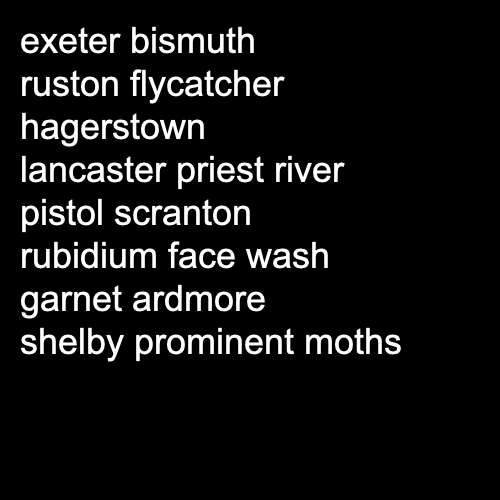 exeter bismuth
ruston flycatcher
hagerstown
lancaster priest river
pistol scranton
rubidium face wash
garnet ardmore
shelby prominent moths